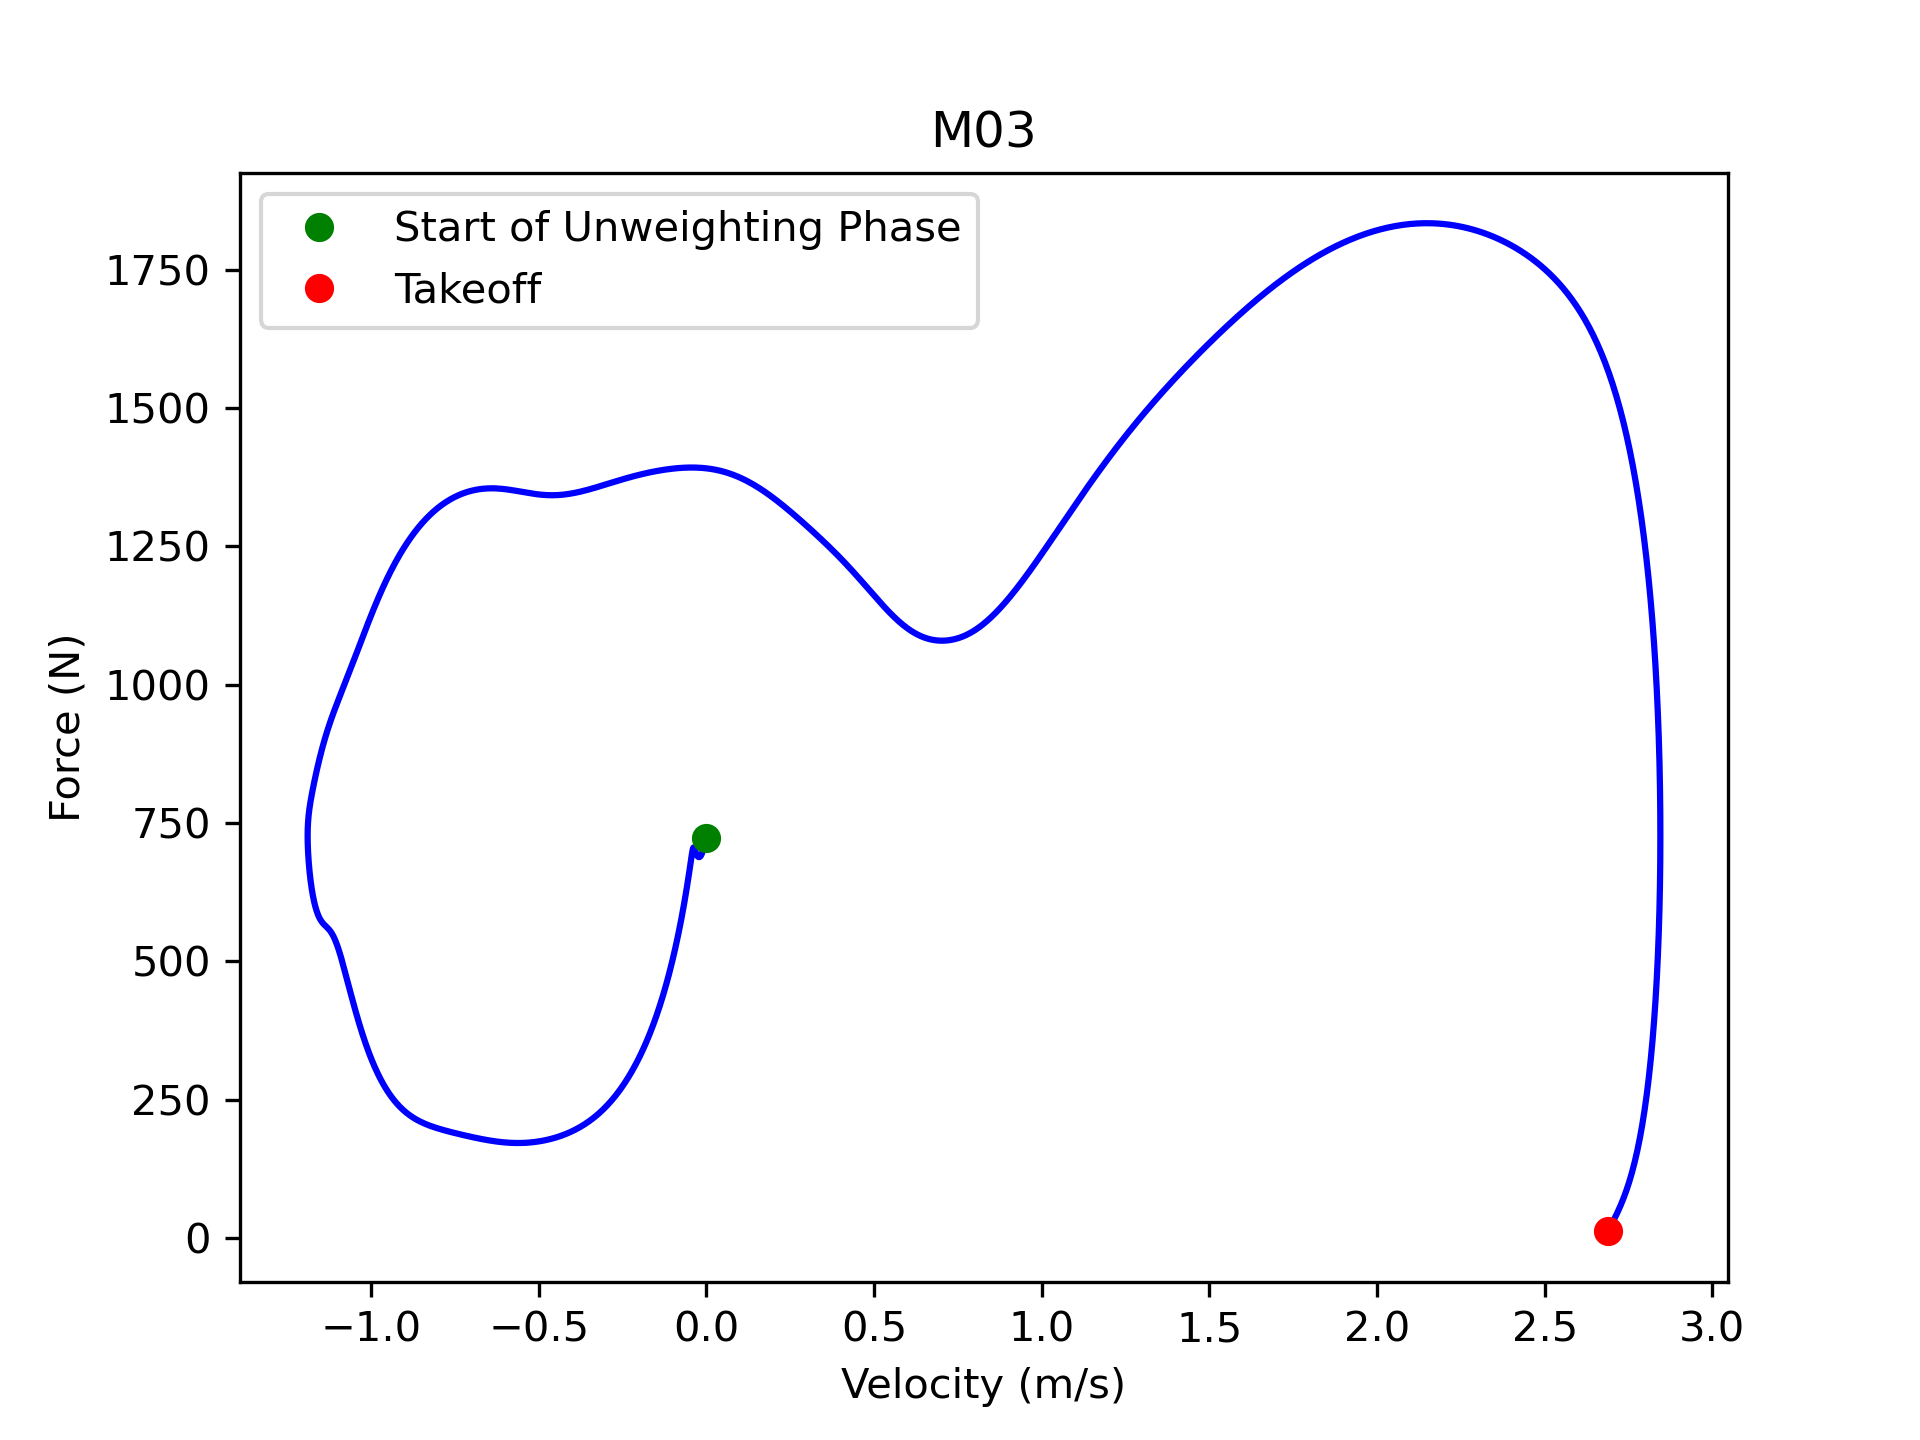 M03
Start of Unweighting Phase
Takeoff
Force (N)
1750
1500
1250
1000
750
500
250
0
−1.0 −0.5 0.0 0.5 1.0 1.5 2.0 2.5 3.0
Velocity (m/s)